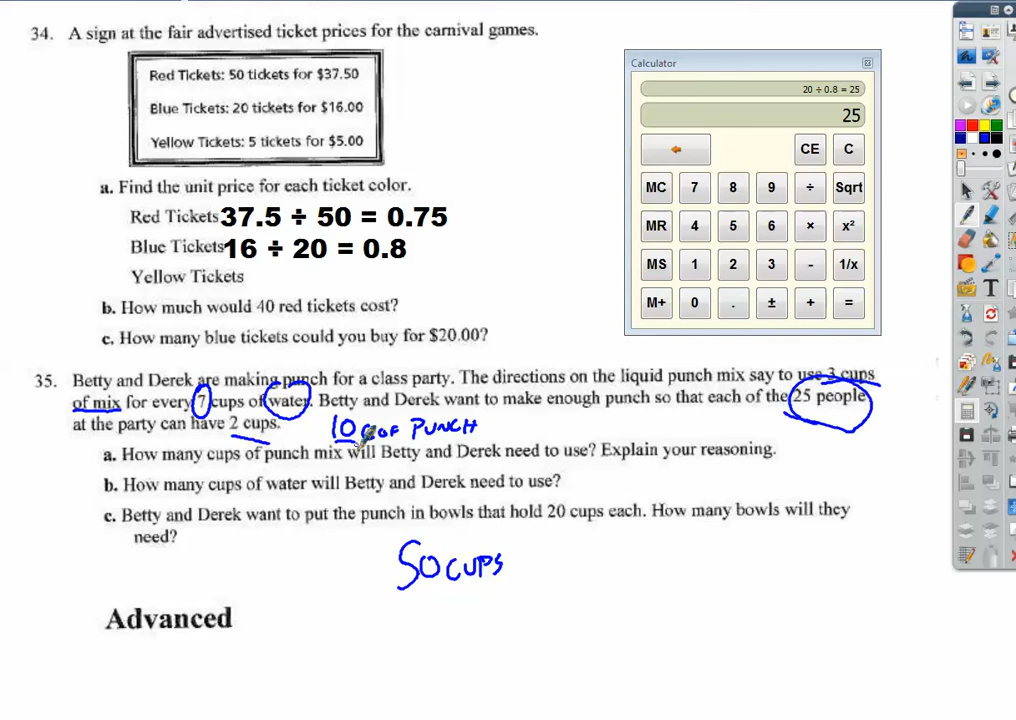 34. A sign at the fair advertised ticket prices for the carnival games.
Red Tickets: 50 tickets for $37.50
Blue Tickets: 20 tickets for $16.00
Yellow Tickets: 5 tickets for $5.00
a. Find the unit price for each ticket color.
Red Tickets 37.5 ÷ 50 = 0.75
Blue Tickets 16 ÷ 20 = 0.8
Yellow Tickets
b. How much would 40 red tickets cost?
c. How many blue tickets could you buy for $20.00?
Calculator
20 ÷ 0.8 = 25
25
CE C
MC 7 8 9 ÷ Sqrt
MR 4 5 6 × x²
MS 1 2 3 - 1/x
M+ 0 . ± + =
35. Betty and Derek are making punch for a class party. The directions on the liquid punch mix say to use 3 cups
of mix for every 7 cups of water. Betty and Derek want to make enough punch so that each of the 25 people
at the party can have 2 cups.
10 C OF PUNCH
a. How many cups of punch mix will Betty and Derek need to use? Explain your reasoning.
b. How many cups of water will Betty and Derek need to use?
c. Betty and Derek want to put the punch in bowls that hold 20 cups each. How many bowls will they
need?
50 CUPS
Advanced
T